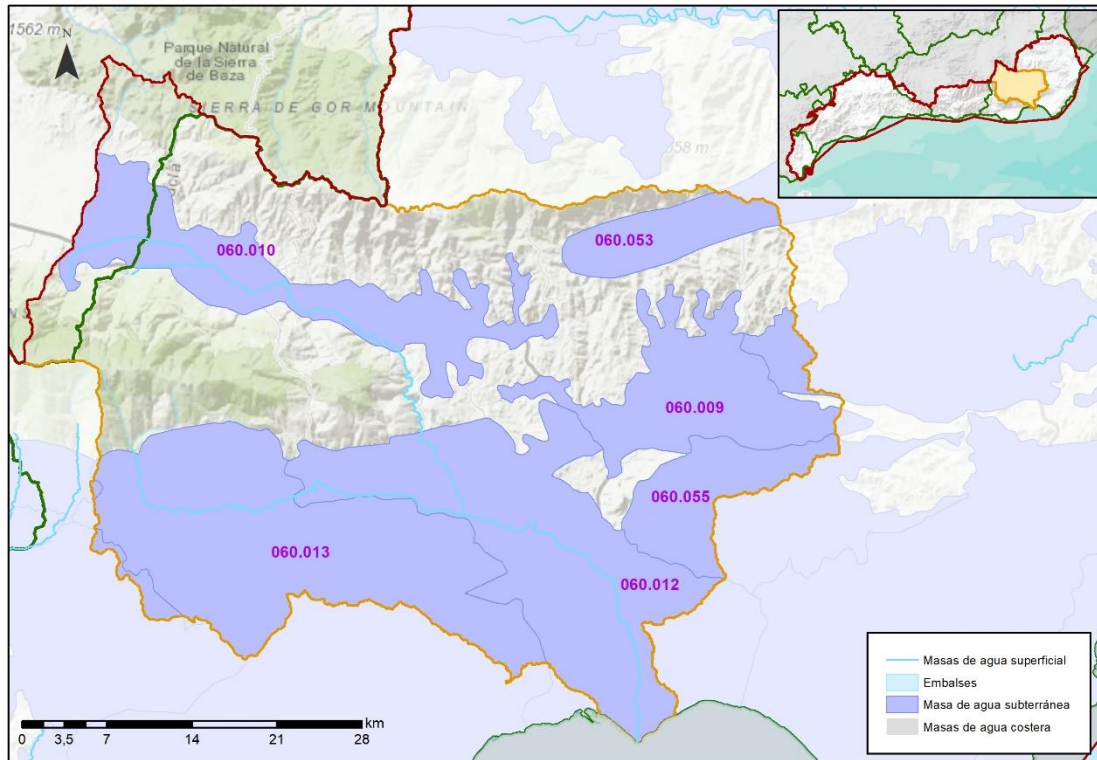 1562 m
N
Parque Natural
de la Sierra
de Baza
SIERRA DE GOR MOUNTAIN
060.053
060.010
060.009
060.055
060.013
060.012
Masas de agua superficial
Embalses
Masa de agua subterránea
Masas de agua costera
km
0 3,5 7 14 21 28